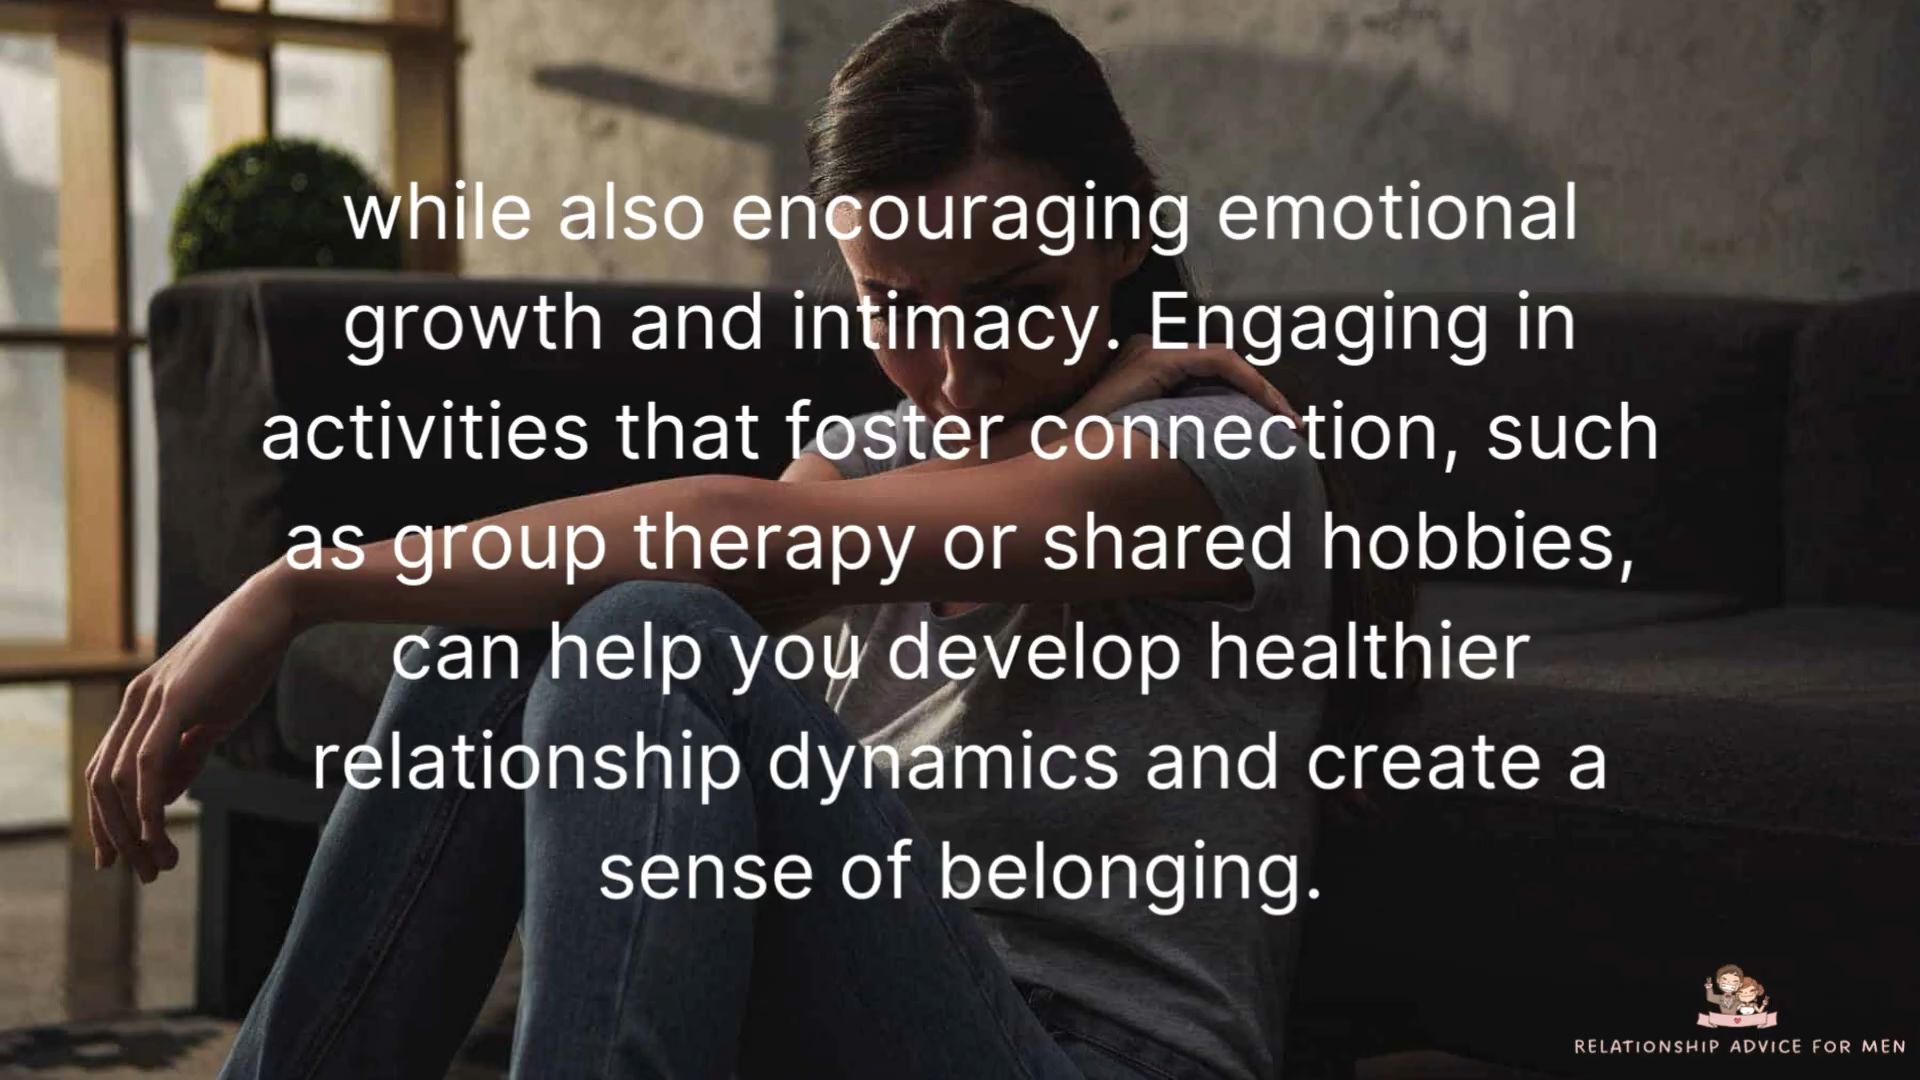 while also encouraging emotional
growth and intimacy. Engaging in
activities that foster connection, such
as group therapy or shared hobbies,
can help you develop healthier
relationship dynamics and create a
sense of belonging.
RELATIONSHIP ADVICE FOR MEN